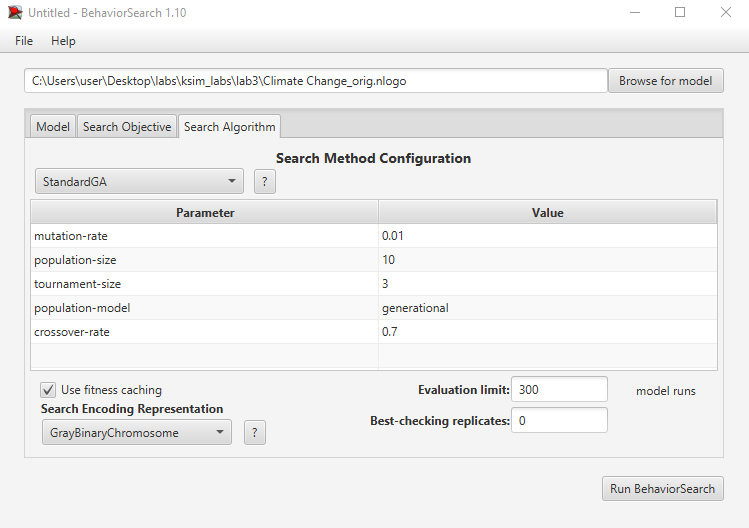 Untitled - BehaviorSearch 1.10
File Help
C:\Users\user\Desktop\labs\ksim_labs\lab3\Climate Change_orig.nlogo Browse for model
Model Search Objective Search Algorithm
Search Method Configuration
StandardGA ?
Parameter Value
mutation-rate 0.01
population-size 10
tournament-size 3
population-model generational
crossover-rate 0.7
Use fitness caching Evaluation limit: 300 model runs
Search Encoding Representation
Best-checking replicates: 0
GrayBinaryChromosome ?
Run BehaviorSearch